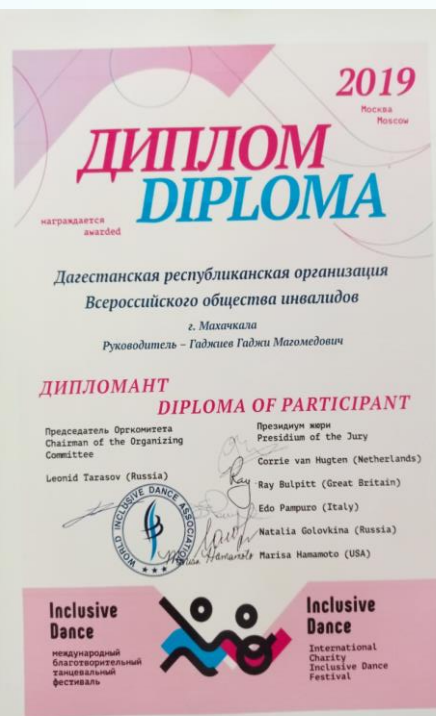 2019
Москва
Moscow
ДИПЛОМ
DIPLOMA
награждается
awarded
Дагестанская республиканская организация
Всероссийского общества инвалидов
г. Махачкала
Руководитель – Гаджиев Гаджи Магомедович
ДИПЛОМАНТ
DIPLOMA OF PARTICIPANT
Председатель Оргкомитета
Chairman of the Organizing
Committee
Leonid Tarasov (Russia)
Президиум жюри
Presidium of the Jury
Corrie van Hugten (Netherlands)
Ray Bulpitt (Great Britain)
Ray
Edo Pampuro (Italy)
Natalia Golovkina (Russia)
Marisa Hamamoto
Marisa Hamamoto (USA)
WORLD INCLUSIVE DANCE ASSOCIATION
Inclusive
Dance
международный
благотворительный
танцевальный
фестиваль
Inclusive
Dance
International
Charity
Inclusive Dance
Festival